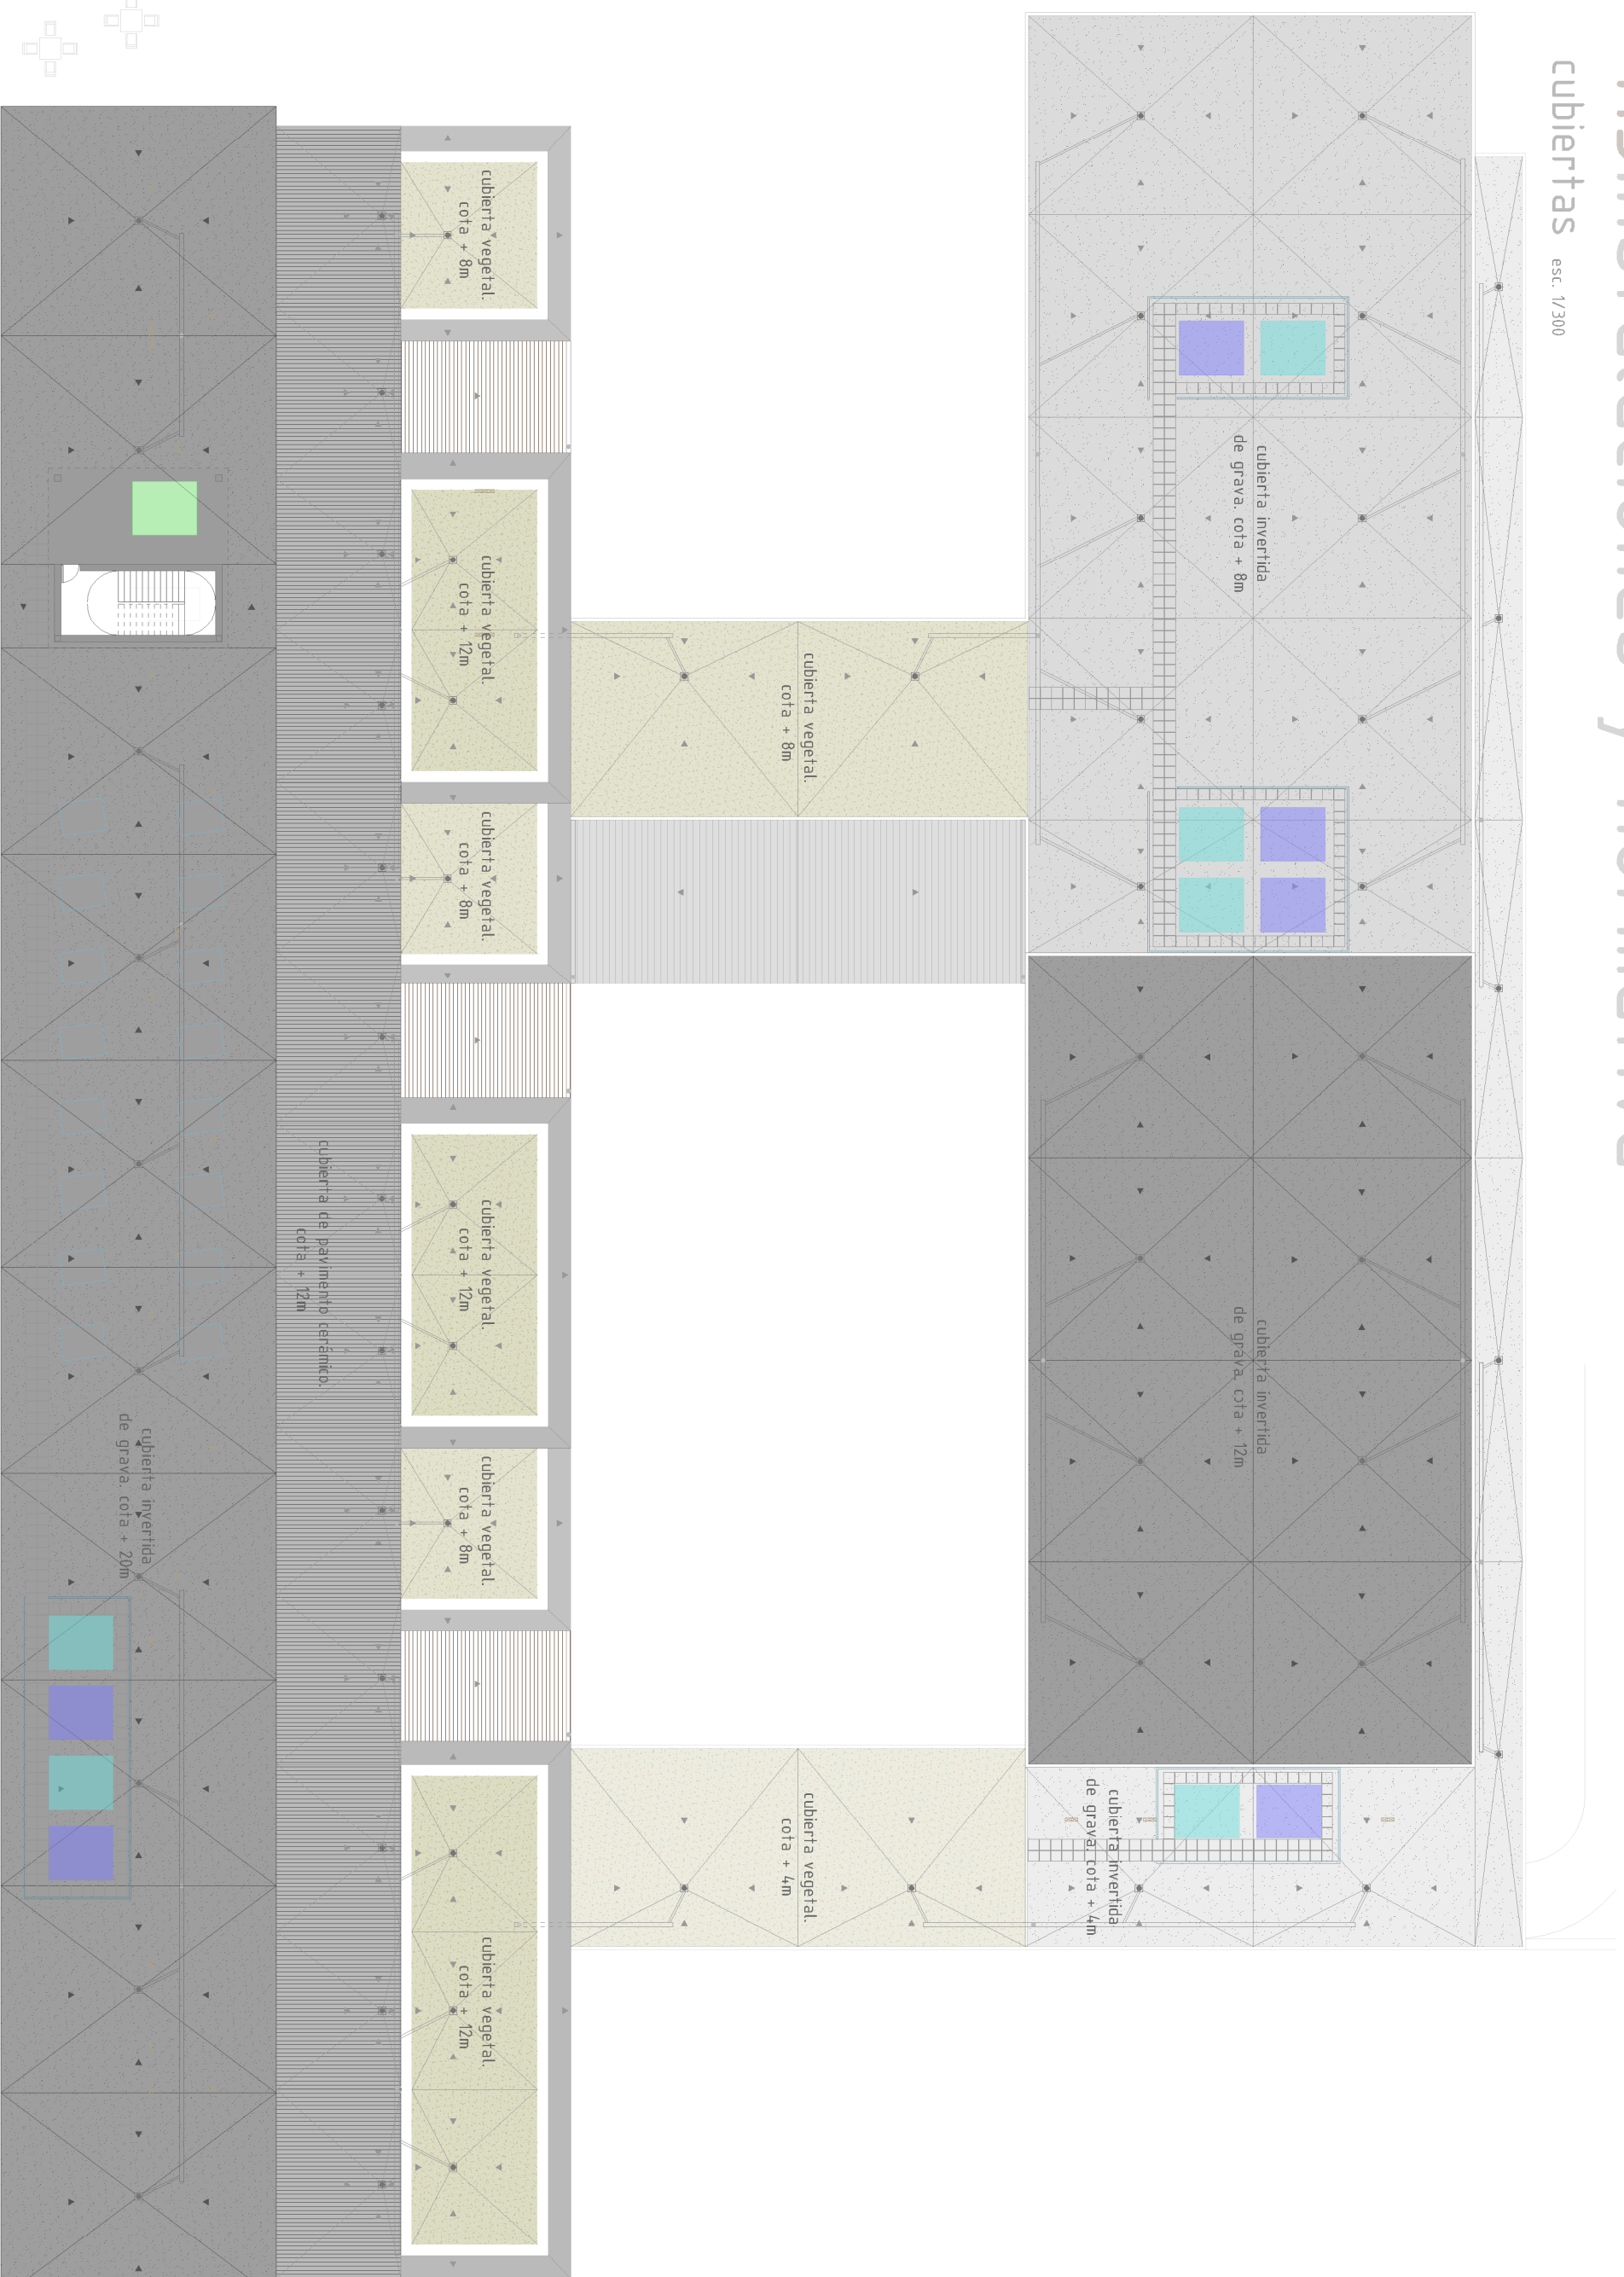 cubiertas esc. 1/300
cubierta invertida
de grava. cota + 8m
cubierta invertida
de grava. cota + 12m
cubierta invertida
de grava. cota + 4m
cubierta vegetal.
cota + 8m
cubierta vegetal.
cota + 4m
cubierta vegetal.
cota + 8m
cubierta vegetal.
cota + 12m
cubierta vegetal.
cota + 8m
cubierta vegetal.
cota + 12m
cubierta vegetal.
cota + 8m
cubierta vegetal.
cota + 12m
cubierta de pavimento cerámico.
cota + 12m
cubierta invertida
de grava. cota + 20m